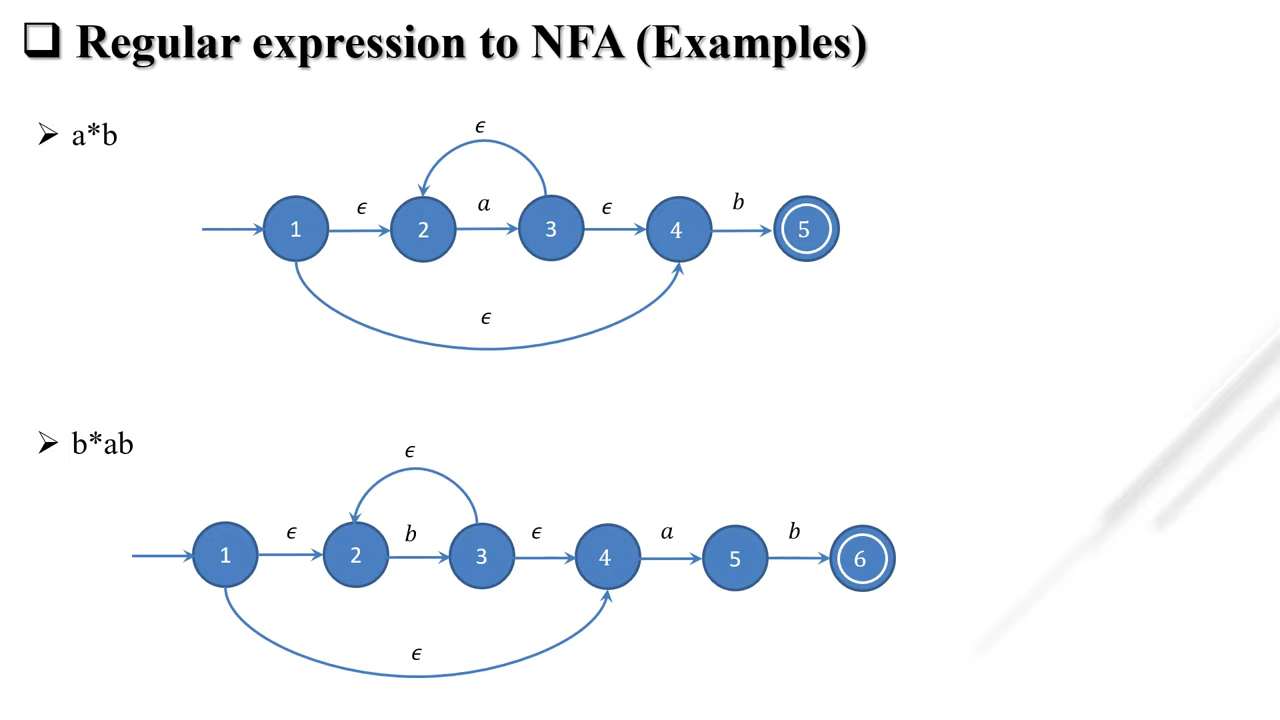 ❑ Regular expression to NFA (Examples)
➢ a*b
ϵ
ϵ a ϵ b
1 2 3 4 5
ϵ
➢ b*ab
ϵ
ϵ b ϵ a b
1 2 3 4 5 6
ϵ